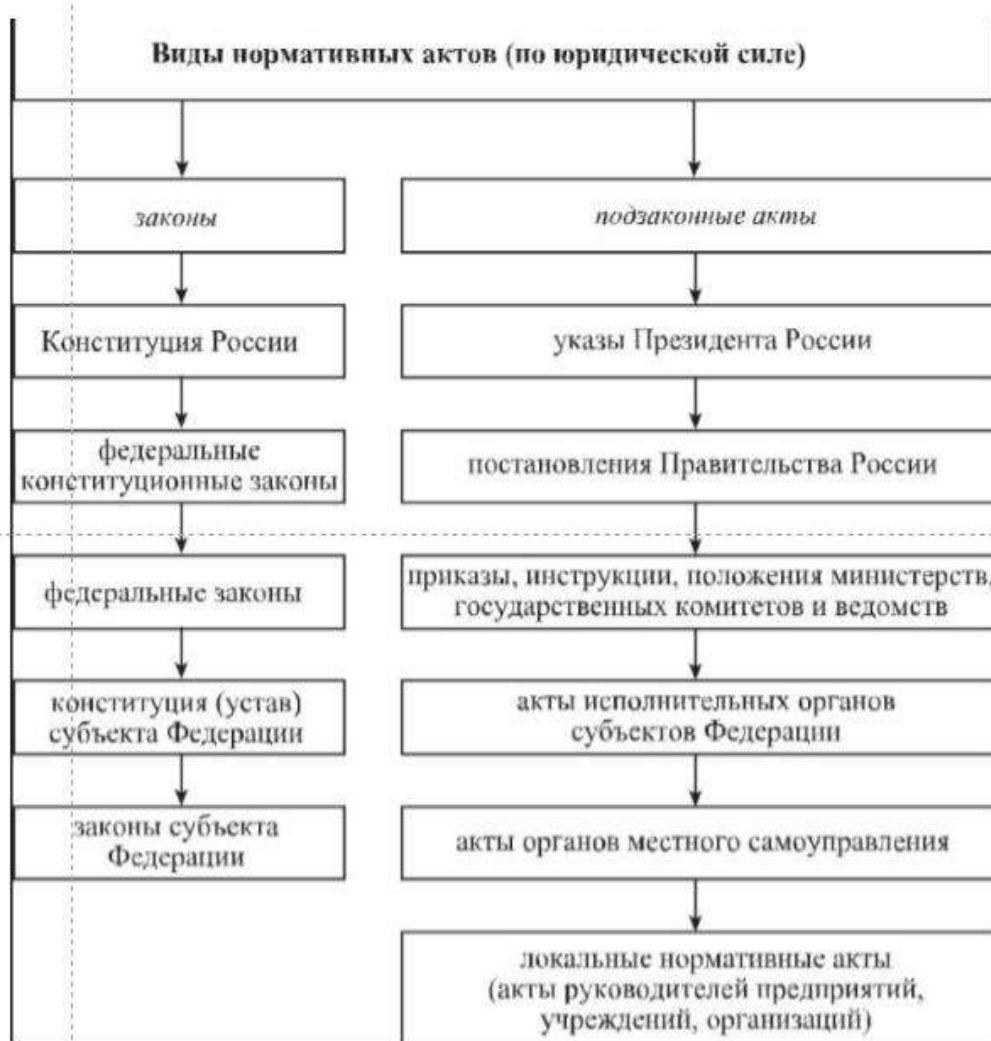 Виды нормативных актов (по юридической силе)
законы
подзаконные акты
Конституция России
указы Президента России
федеральные
конституционные законы
постановления Правительства России
федеральные законы
приказы, инструкции, положения министерств,
государственных комитетов и ведомств
конституция (устав)
субъекта Федерации
акты исполнительных органов
субъектов Федерации
законы субъекта
Федерации
акты органов местного самоуправления
локальные нормативные акты
(акты руководителей предприятий,
учреждений, организаций)